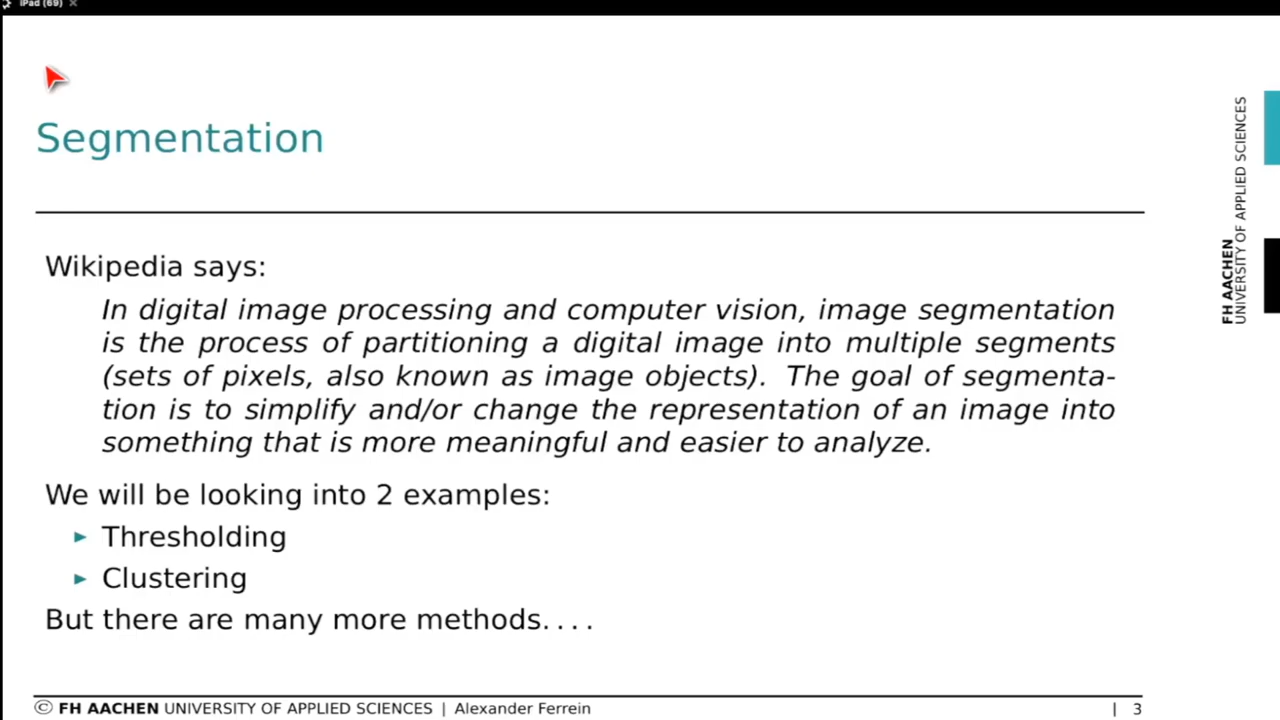 iPad (69)
Segmentation
Wikipedia says:
In digital image processing and computer vision, image segmentation
is the process of partitioning a digital image into multiple segments
(sets of pixels, also known as image objects). The goal of segmenta-
tion is to simplify and/or change the representation of an image into
something that is more meaningful and easier to analyze.
We will be looking into 2 examples:
► Thresholding
► Clustering
But there are many more methods. . . .
© FH AACHEN UNIVERSITY OF APPLIED SCIENCES | Alexander Ferrein
| 3
FH AACHEN
UNIVERSITY OF APPLIED SCIENCES